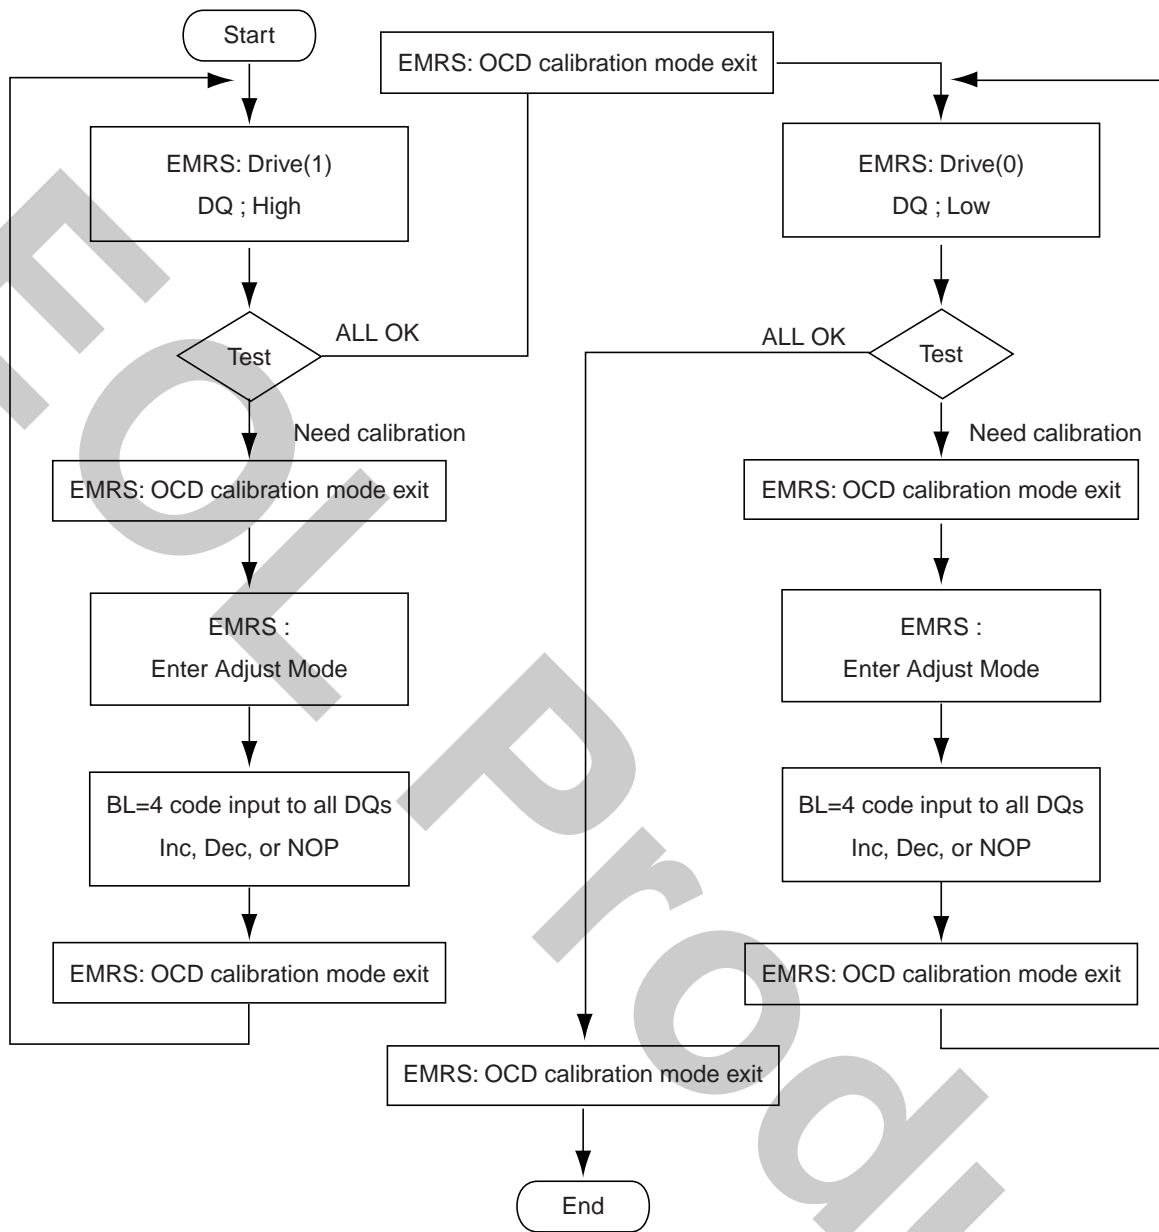 Start
EMRS: OCD calibration mode exit
EMRS: Drive(1)
DQ ; High
Test
ALL OK
Need calibration
EMRS: OCD calibration mode exit
EMRS :
Enter Adjust Mode
BL=4 code input to all DQs
Inc, Dec, or NOP
EMRS: OCD calibration mode exit
EMRS: Drive(0)
DQ ; Low
Test
ALL OK
Need calibration
EMRS: OCD calibration mode exit
EMRS :
Enter Adjust Mode
BL=4 code input to all DQs
Inc, Dec, or NOP
EMRS: OCD calibration mode exit
EMRS: OCD calibration mode exit
End
EOL Prod